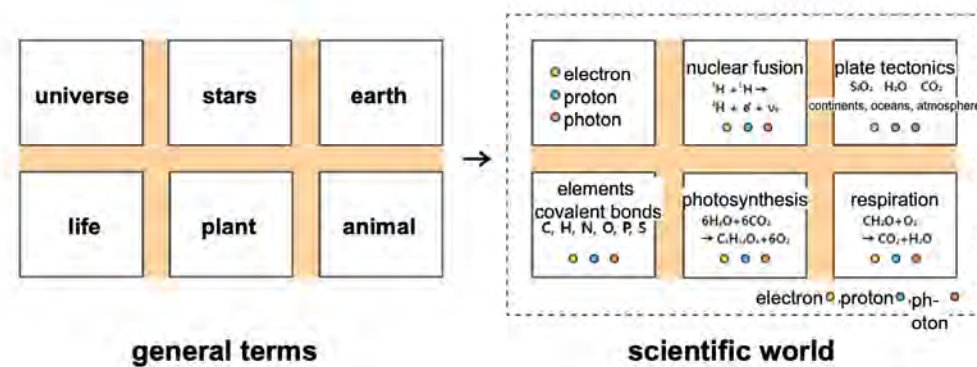 universe
stars
earth
life
plant
animal
general terms
→
electron
proton
photon
nuclear fusion
¹H + ¹H →
²H + e⁺ + νₑ
plate tectonics
SiO₂ H₂O CO₂
continents, oceans, atmosphere
elements
covalent bonds
C, H, N, O, P, S
photosynthesis
6H₂O+6CO₂
→ C₆H₁₂O₆+6O₂
respiration
CH₂O+O₂
→ CO₂+H₂O
electron proton ph-
oton
scientific world